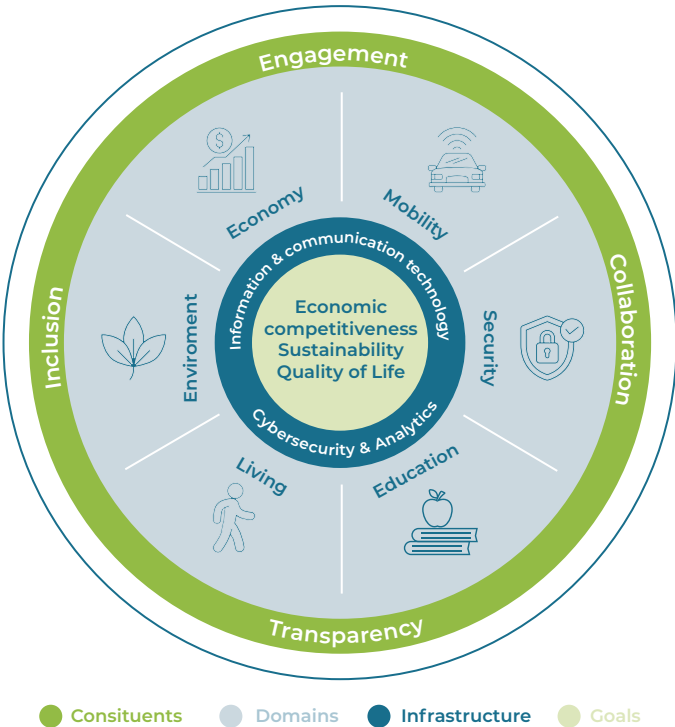 Engagement
Economy
Mobility
Information & communication technology
Inclusion
Enviroment
Economic
competitiveness
Sustainability
Quality of Life
Security
Collaboration
Cybersecurity & Analytics
Living
Education
Transparency
Consituents
Domains
Infrastructure
Goals
$